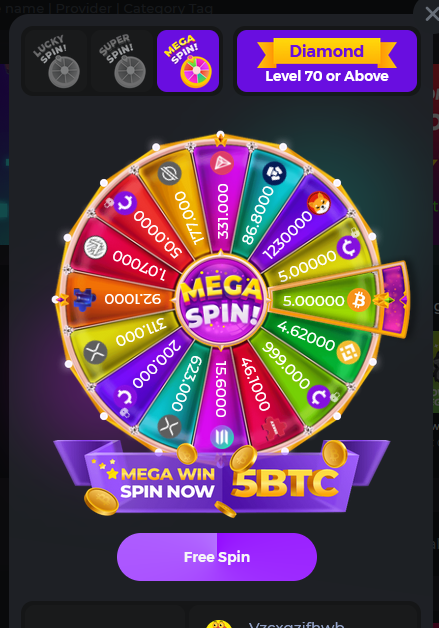 name | Provider | Category Tag
LUCKY
SPIN!
SUPER
SPIN!
MEGA
SPIN!
Diamond
Level 70 or Above
331.000
86.8000
1230000
5.00000
5.00000
4.62000
999.000
46.1000
15.6000
623.000
200.000
311.000
92.1000
1.07000
50.0000
177.000
MEGA
SPIN!
MEGA WIN
SPIN NOW
5BTC
Free Spin